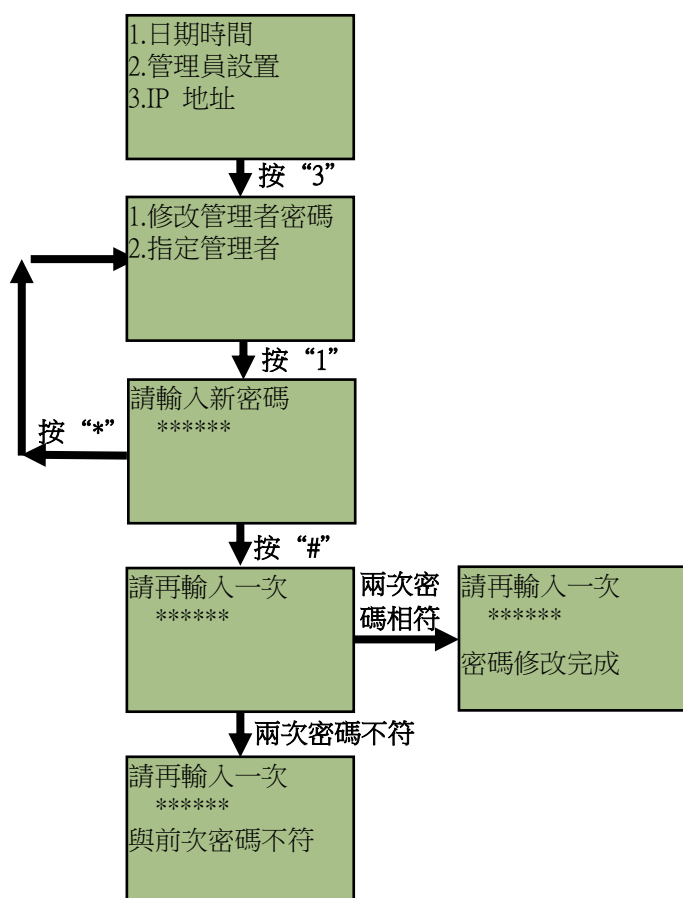 1.日期時間
2.管理員設置
3.IP 地址
按“3”
1.修改管理者密碼
2.指定管理者
按“1”
請輸入新密碼
******
按“*”
按“#”
請再輸入一次
******
兩次密
碼相符
請再輸入一次
******
密碼修改完成
兩次密碼不符
請再輸入一次
******
與前次密碼不符